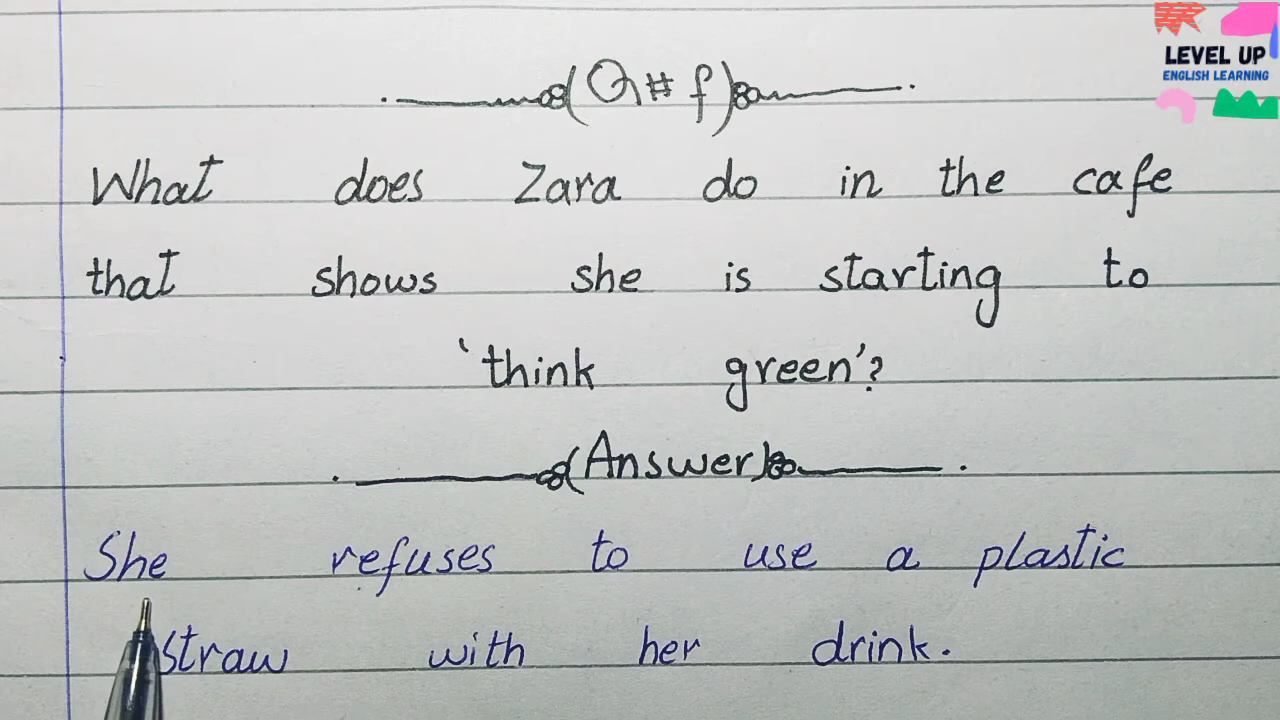 LEVEL UP
ENGLISH LEARNING
(Q# f)
What does Zara do in the cafe
that shows she is starting to
'think green'?
(Answer)
She refuses to use a plastic
straw with her drink.